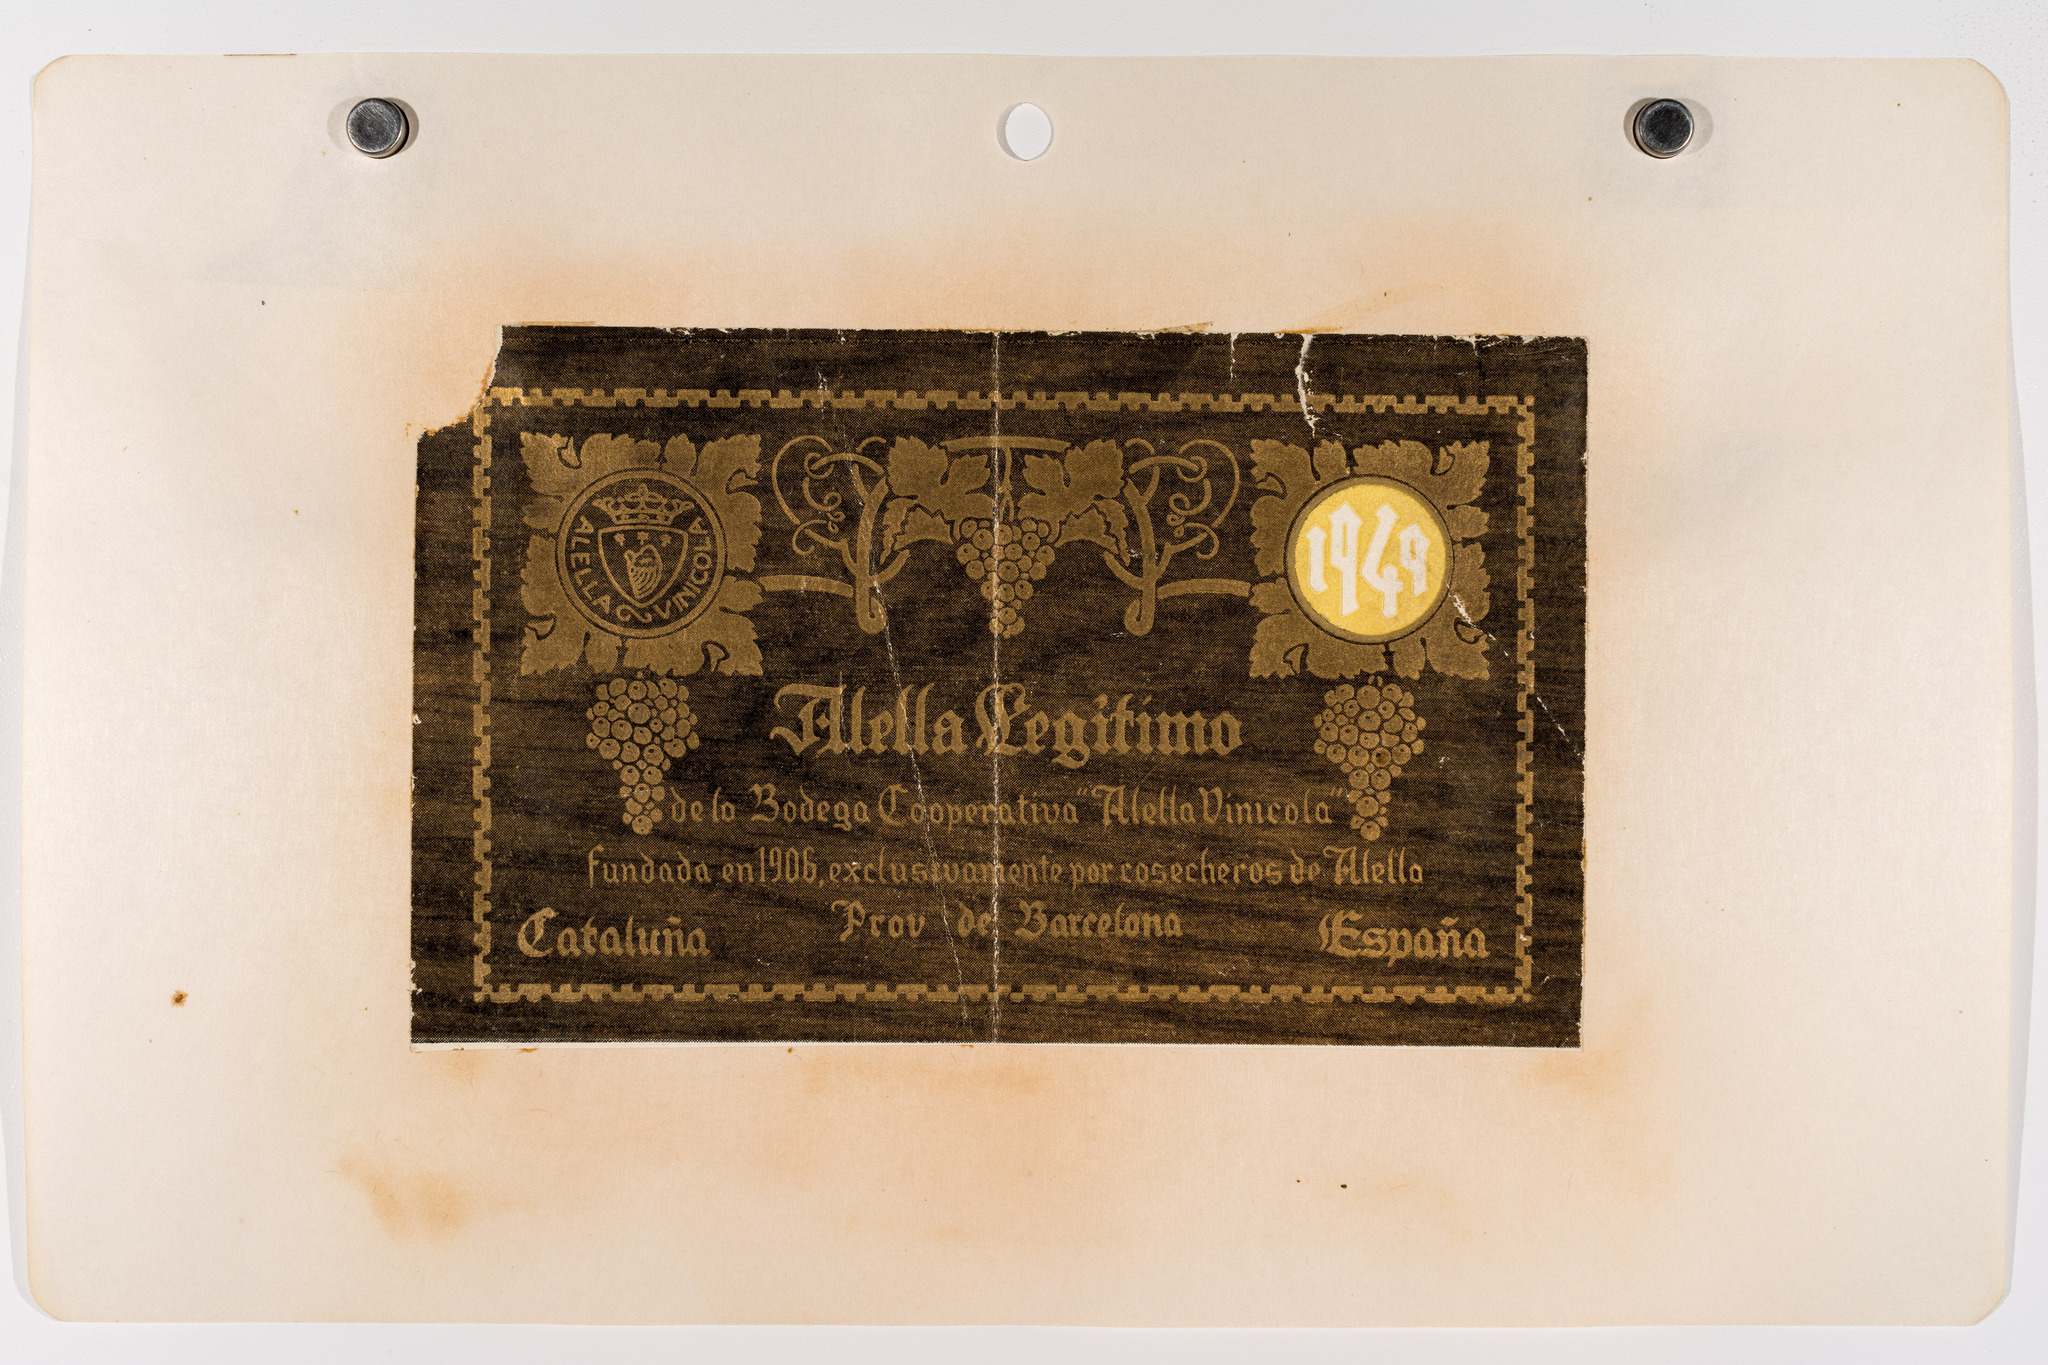 ALELLA VINICOLA
1949
Alella Legitimo
de la Bodega Cooperativa "Alella Vinicola"
fundada en 1906, exclusivamente por cosecheros de Alella
Prov de Barcelona
Cataluña
España